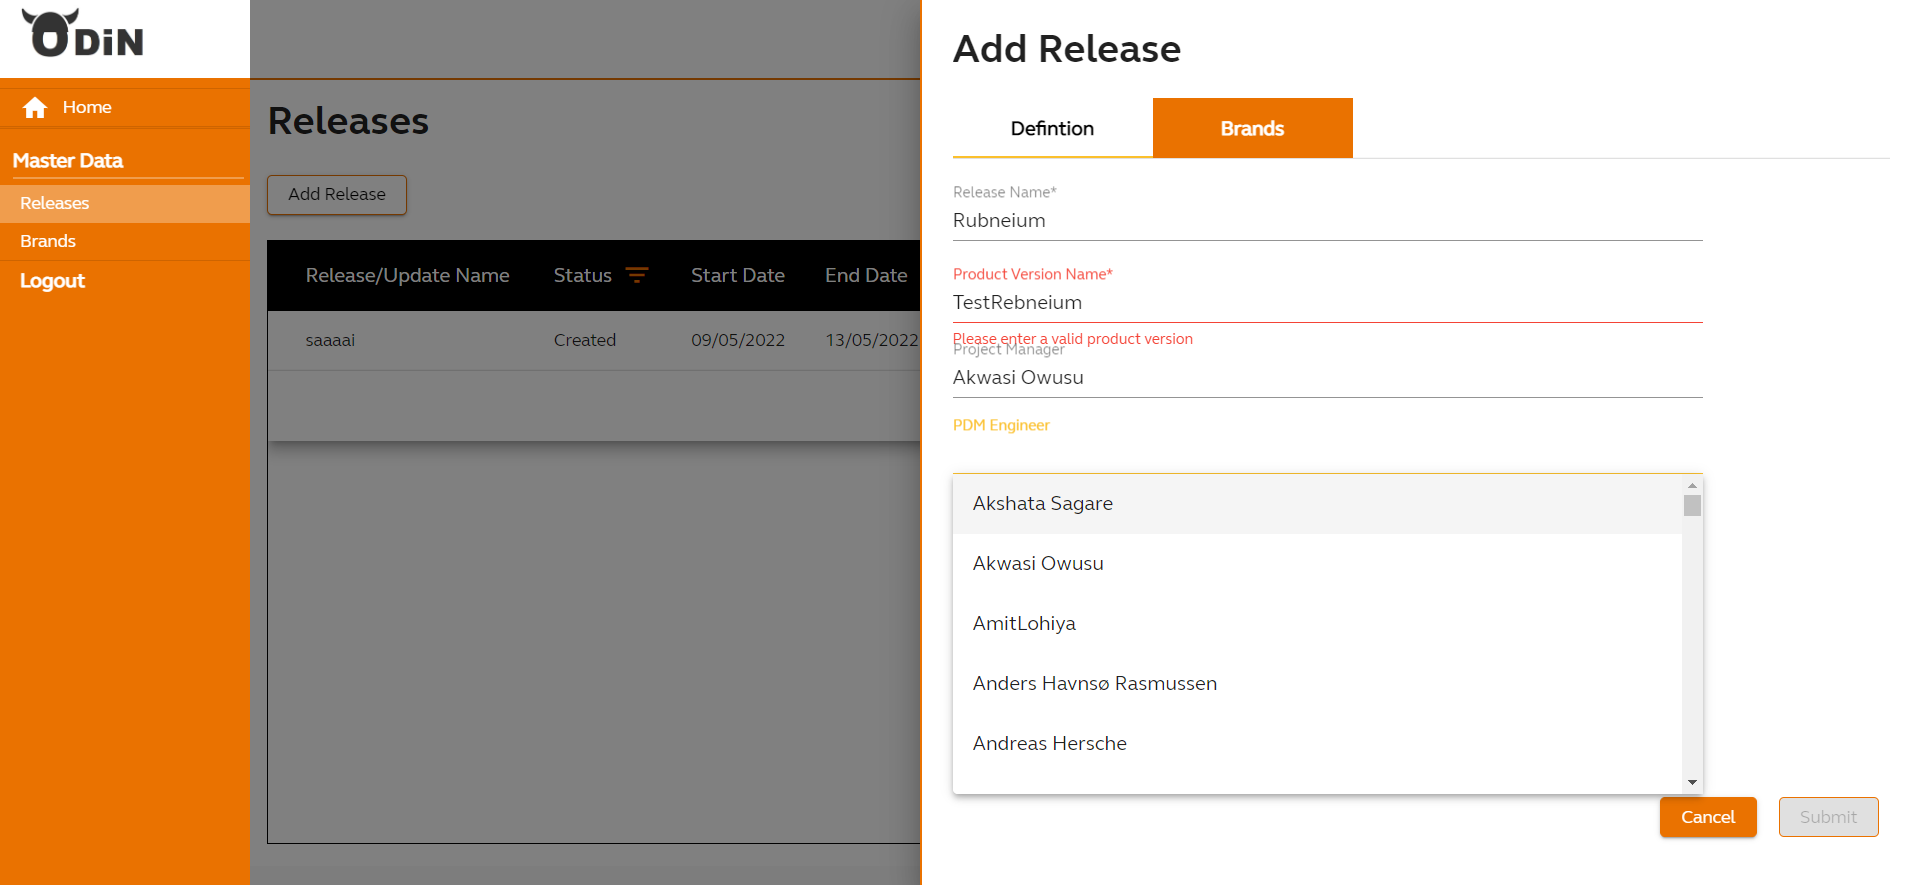 ODiN
Home
Master Data
Releases
Brands
Logout
Releases
Add Release
Release/Update Name Status Start Date End Date
saaaai Created 09/05/2022 13/05/2022
Add Release
Defintion Brands
Release Name*
Rubneium
Product Version Name*
TestRebneium
Please enter a valid product version
Project Manager
Akwasi Owusu
PDM Engineer
Akshata Sagare
Akwasi Owusu
AmitLohiya
Anders Havnsø Rasmussen
Andreas Hersche
Cancel Submit